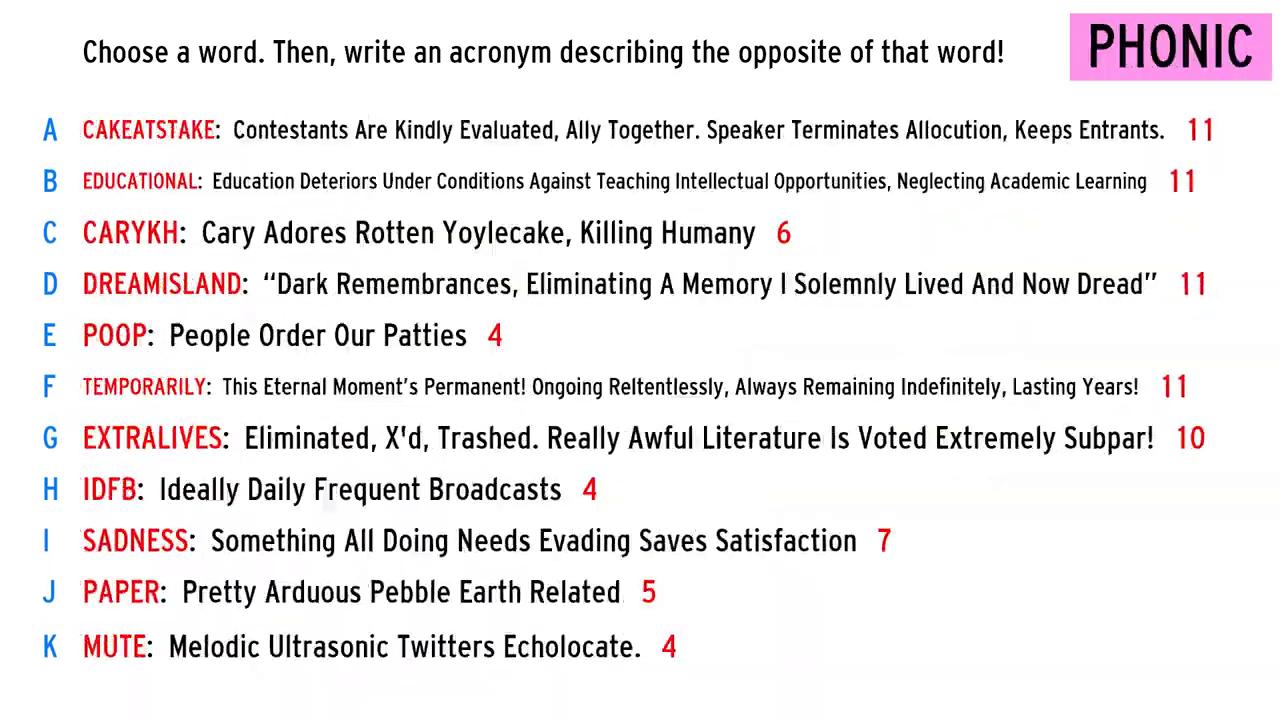 Choose a word. Then, write an acronym describing the opposite of that word!
PHONIC
A CAKEATSTAKE: Contestants Are Kindly Evaluated, Ally Together. Speaker Terminates Allocution, Keeps Entrants. 11
B EDUCATIONAL: Education Deteriors Under Conditions Against Teaching Intellectual Opportunities, Neglecting Academic Learning 11
C CARYKH: Cary Adores Rotten Yoylecake, Killing Humany 6
D DREAMISLAND: “Dark Remembrances, Eliminating A Memory I Solemnly Lived And Now Dread” 11
E POOP: People Order Our Patties 4
F TEMPORARILY: This Eternal Moment's Permanent! Ongoing Reltentlessly, Always Remaining Indefinitely, Lasting Years! 11
G EXTRALIVES: Eliminated, X'd, Trashed. Really Awful Literature Is Voted Extremely Subpar! 10
H IDFB: Ideally Daily Frequent Broadcasts 4
I SADNESS: Something All Doing Needs Evading Saves Satisfaction 7
J PAPER: Pretty Arduous Pebble Earth Related 5
K MUTE: Melodic Ultrasonic Twitters Echolocate. 4